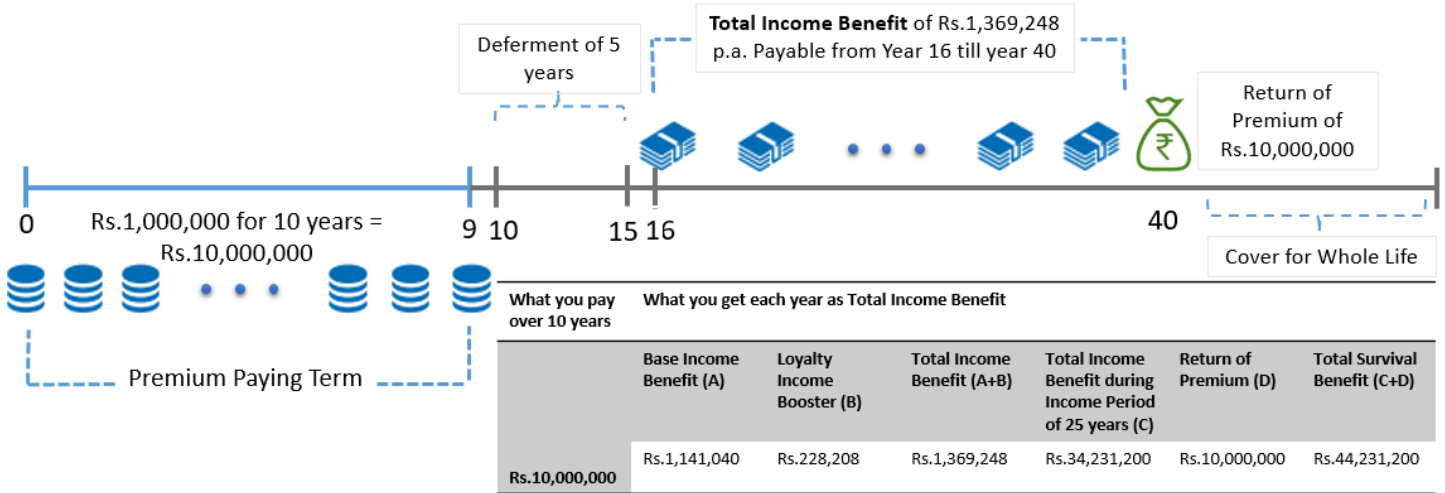 Deferment of 5
years
Total Income Benefit of Rs.1,369,248
p.a. Payable from Year 16 till year 40
Return of
Premium of
Rs.10,000,000
0
9
10
15
16
40
Rs.1,000,000 for 10 years =
Rs.10,000,000
Cover for Whole Life
Premium Paying Term
What you pay
over 10 years
What you get each year as Total Income Benefit
Base Income
Benefit (A)
Loyalty
Income
Booster (B)
Total Income
Benefit (A+B)
Total Income
Benefit during
Income Period
of 25 years (C)
Return of
Premium (D)
Total Survival
Benefit (C+D)
Rs.10,000,000
Rs.1,141,040
Rs.228,208
Rs.1,369,248
Rs.34,231,200
Rs.10,000,000
Rs.44,231,200
₹